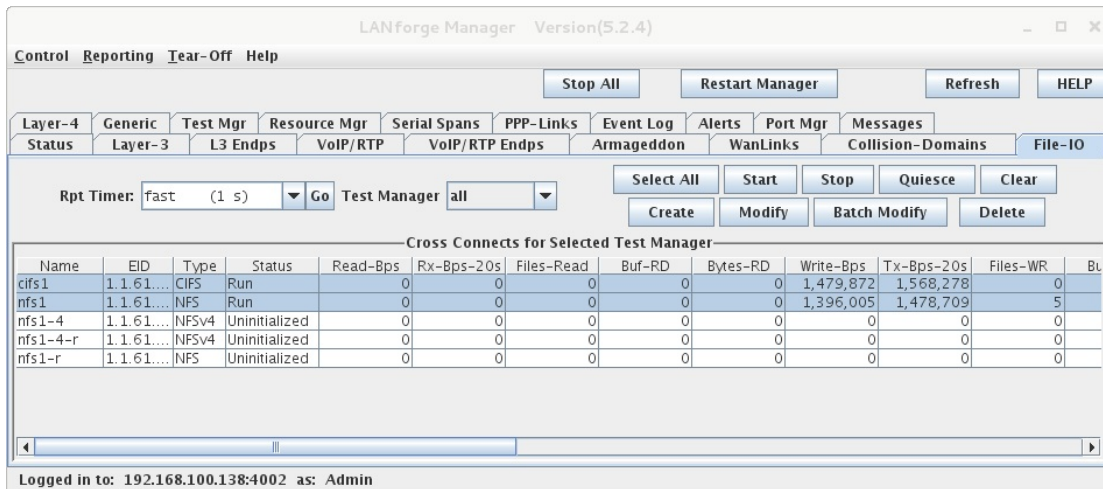 LANforge Manager Version(5.2.4)
Control Reporting Tear-Off Help
Stop All Restart Manager Refresh HELP
Layer-4 Generic Test Mgr Resource Mgr Serial Spans PPP-Links Event Log Alerts Port Mgr Messages
Status Layer-3 L3 Endps VoIP/RTP VoIP/RTP Endps Armageddon WanLinks Collision-Domains File-IO
Rpt Timer: fast (1 s) Go Test Manager all Select All Start Stop Quiesce Clear
Create Modify Batch Modify Delete
Cross Connects for Selected Test Manager
Name EID Type Status Read-Bps Rx-Bps-20s Files-Read Buf-RD Bytes-RD Write-Bps Tx-Bps-20s Files-WR Bu
cifs1 1.1.61.... CIFS Run 0 0 0 0 0 1,479,872 1,568,278 0
nfs1 1.1.61.... NFS Run 0 0 0 0 0 1,396,005 1,478,709 5
nfs1-4 1.1.61.... NFSv4 Uninitialized 0 0 0 0 0 0 0 0
nfs1-4-r 1.1.61.... NFSv4 Uninitialized 0 0 0 0 0 0 0 0
nfs1-r 1.1.61.... NFS Uninitialized 0 0 0 0 0 0 0 0
Logged in to: 192.168.100.138:4002 as: Admin